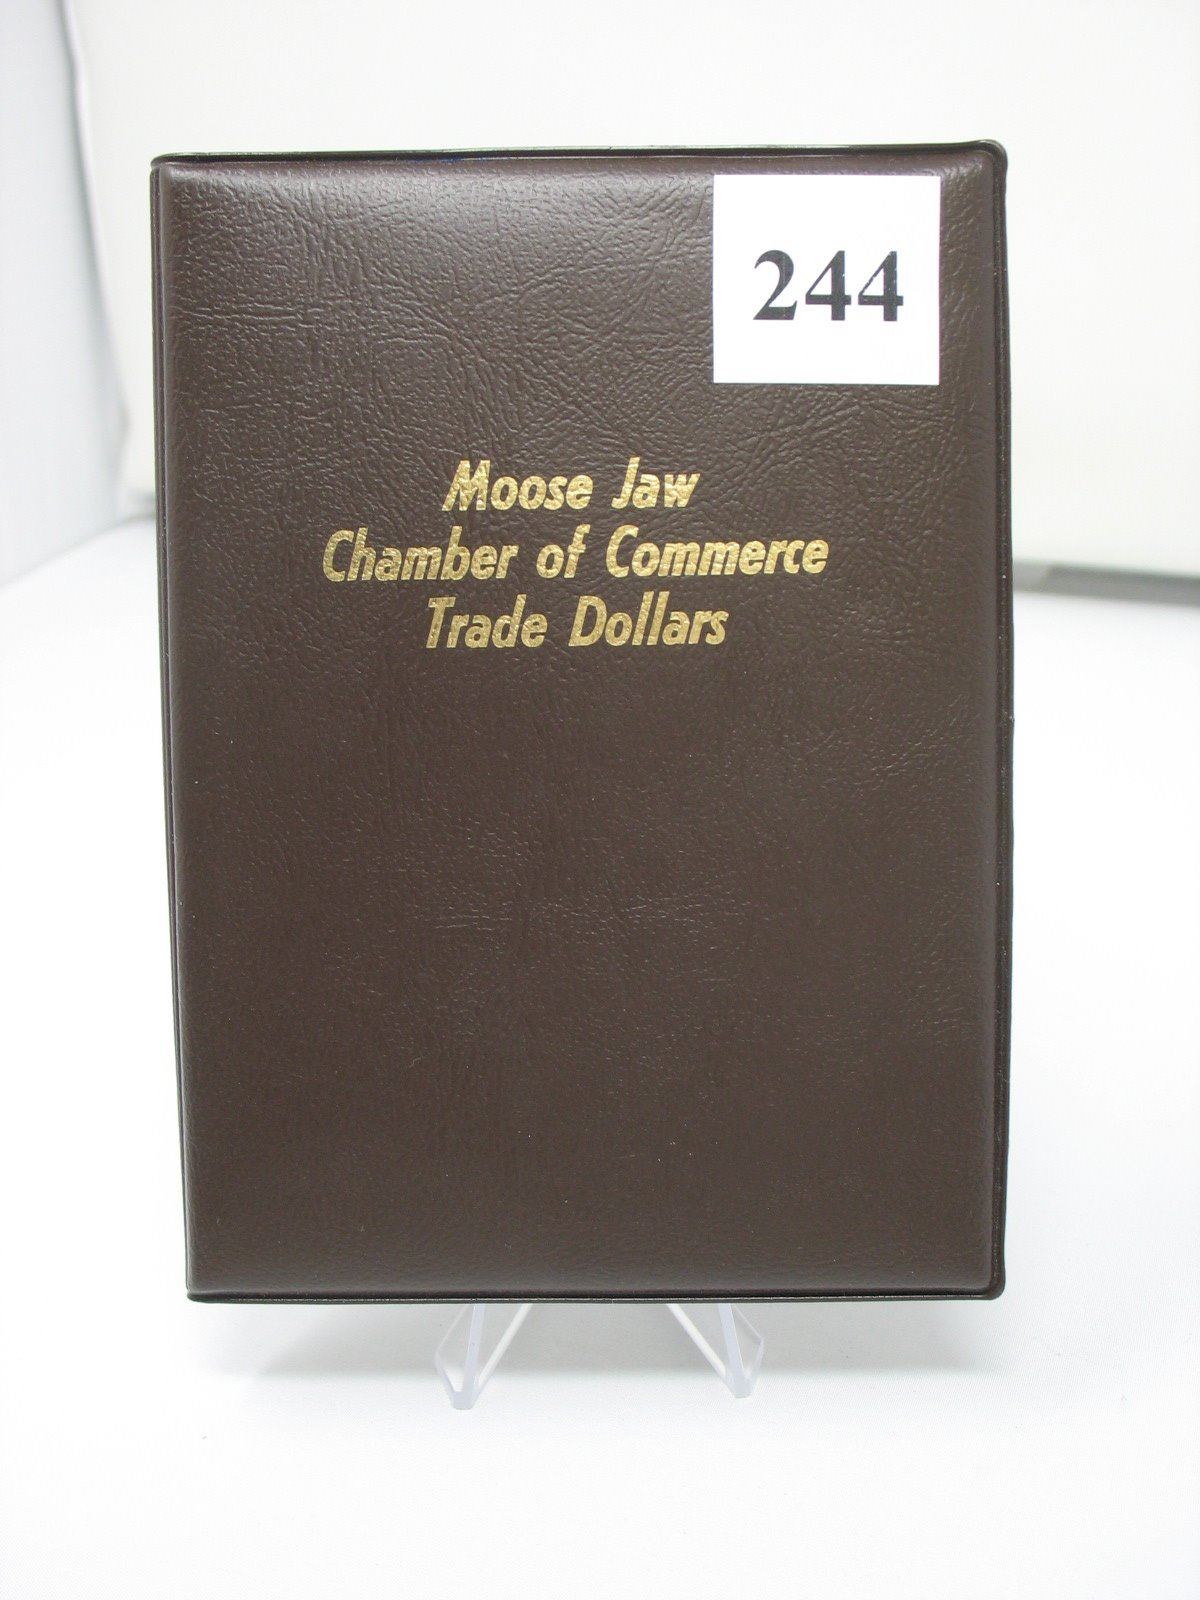 244
Moose Jaw
Chamber of Commerce
Trade Dollars